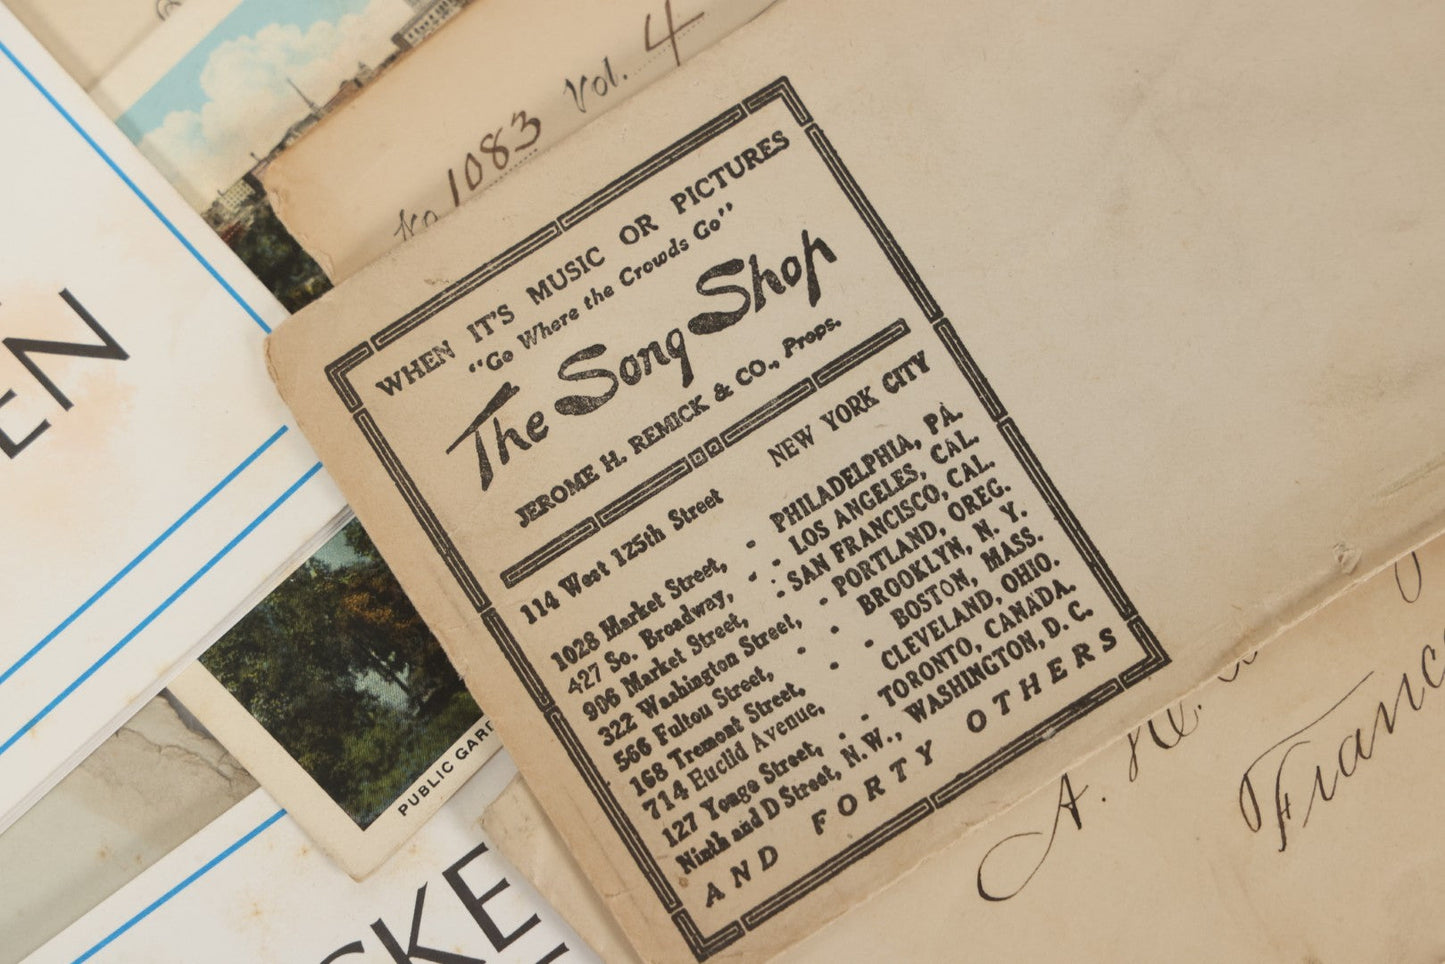 No 1083 Vol. 4
WHEN IT'S MUSIC OR PICTURES
"Go Where the Crowds Go"
The Song Shop
JEROME H. REMICK & CO., Props.
114 West 125th Street NEW YORK CITY
1028 Market Street, - PHILADELPHIA, PA.
427 So. Broadway, - - LOS ANGELES, CAL.
906 Market Street, - SAN FRANCISCO, CAL.
322 Washington Street, - PORTLAND, OREG.
566 Fulton Street, - - BROOKLYN, N. Y.
168 Tremont Street, - - BOSTON, MASS.
714 Euclid Avenue, CLEVELAND, OHIO.
127 Yonge Street, - - TORONTO, CANADA.
Ninth and D Street, N. W., WASHINGTON, D. C.
AND FORTY OTHERS
EN
PUBLIC GAR
CKE
A. H.
Franc